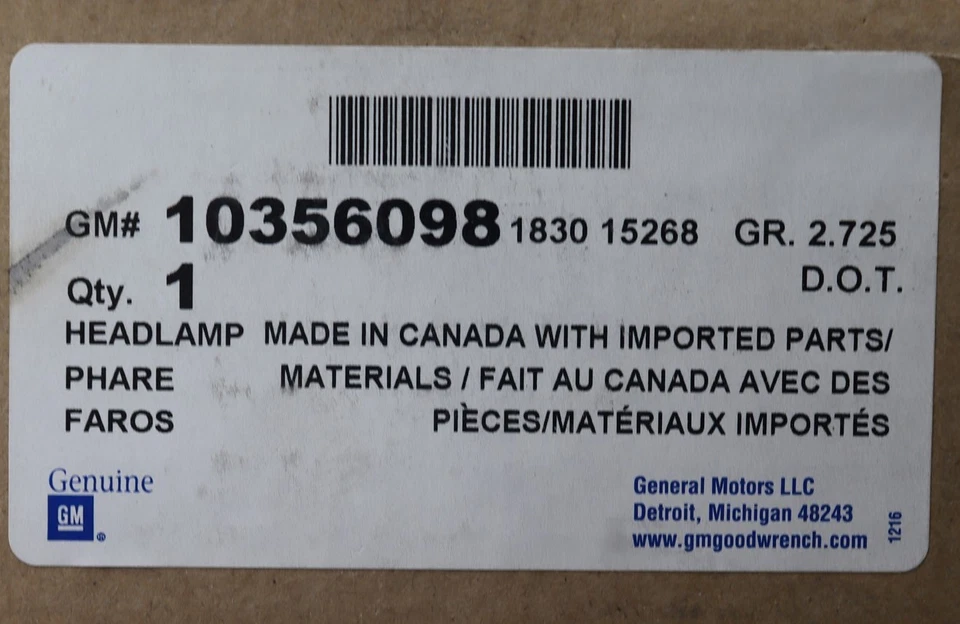 GM# 10356098 1830 15268 GR. 2.725
Qty. 1 D.O.T.
HEADLAMP MADE IN CANADA WITH IMPORTED PARTS/
PHARE MATERIALS / FAIT AU CANADA AVEC DES
FAROS PIÈCES/MATÉRIAUX IMPORTÉS
Genuine
GM
®
General Motors LLC
Detroit, Michigan 48243
www.gmgoodwrench.com
1216